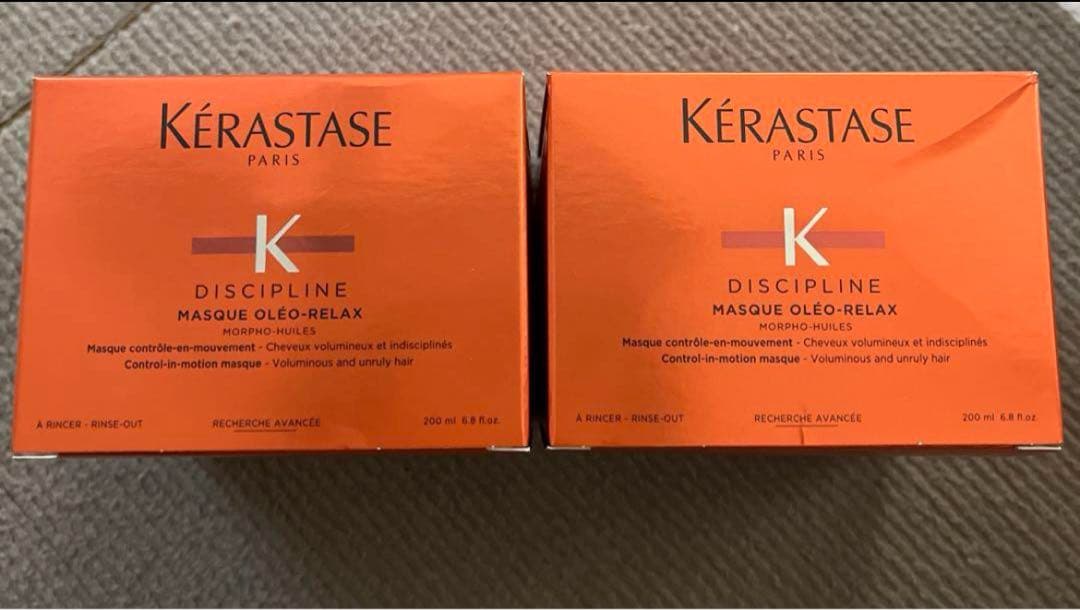 KÉRASTASE
PARIS
K
DISCIPLINE
MASQUE OLÉO-RELAX
MORPHO-HUILES
Masque contrôle-en-mouvement - Cheveux volumineux et indisciplinés
Control-in-motion masque - Voluminous and unruly hair
À RINCER - RINSE-OUT
RECHERCHE AVANCÉE
200 ml 6.8 fl.oz.
KÉRASTASE
PARIS
K
DISCIPLINE
MASQUE OLÉO-RELAX
MORPHO-HUILES
Masque contrôle-en-mouvement - Cheveux volumineux et indisciplinés
Control-in-motion masque - Voluminous and unruly hair
À RINCER - RINSE-OUT
RECHERCHE AVANCÉE
200 ml 6.8 fl.oz.